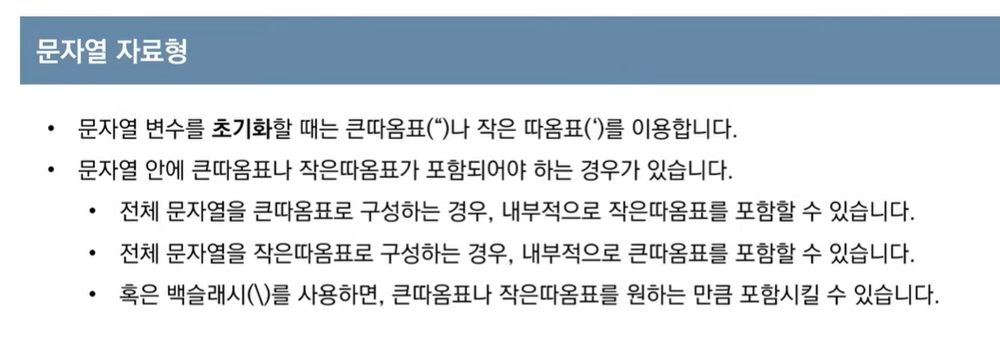 문자열 자료형
• 문자열 변수를 초기화할 때는 큰따옴표(“)나 작은 따옴표(‘)를 이용합니다.
• 문자열 안에 큰따옴표나 작은따옴표가 포함되어야 하는 경우가 있습니다.
• 전체 문자열을 큰따옴표로 구성하는 경우, 내부적으로 작은따옴표를 포함할 수 있습니다.
• 전체 문자열을 작은따옴표로 구성하는 경우, 내부적으로 큰따옴표를 포함할 수 있습니다.
• 혹은 백슬래시(\)를 사용하면, 큰따옴표나 작은따옴표를 원하는 만큼 포함시킬 수 있습니다.